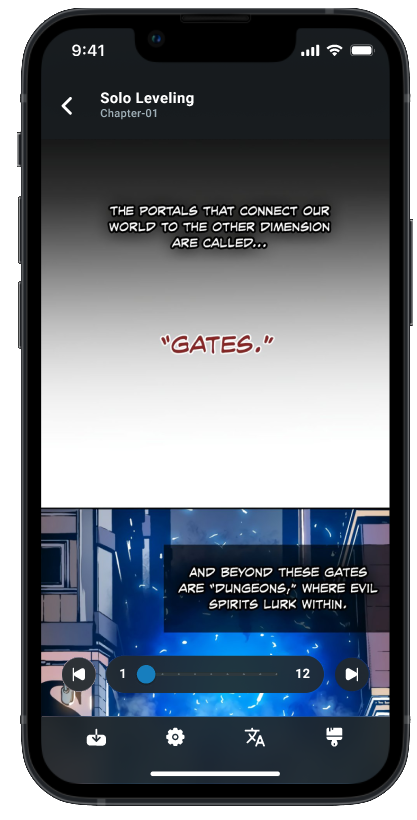 9:41
Solo Leveling
Chapter-01
THE PORTALS THAT CONNECT OUR
WORLD TO THE OTHER DIMENSION
ARE CALLED...
"GATES."
AND BEYOND THESE GATES
ARE "DUNGEONS," WHERE EVIL
SPIRITS LURK WITHIN.
1 12